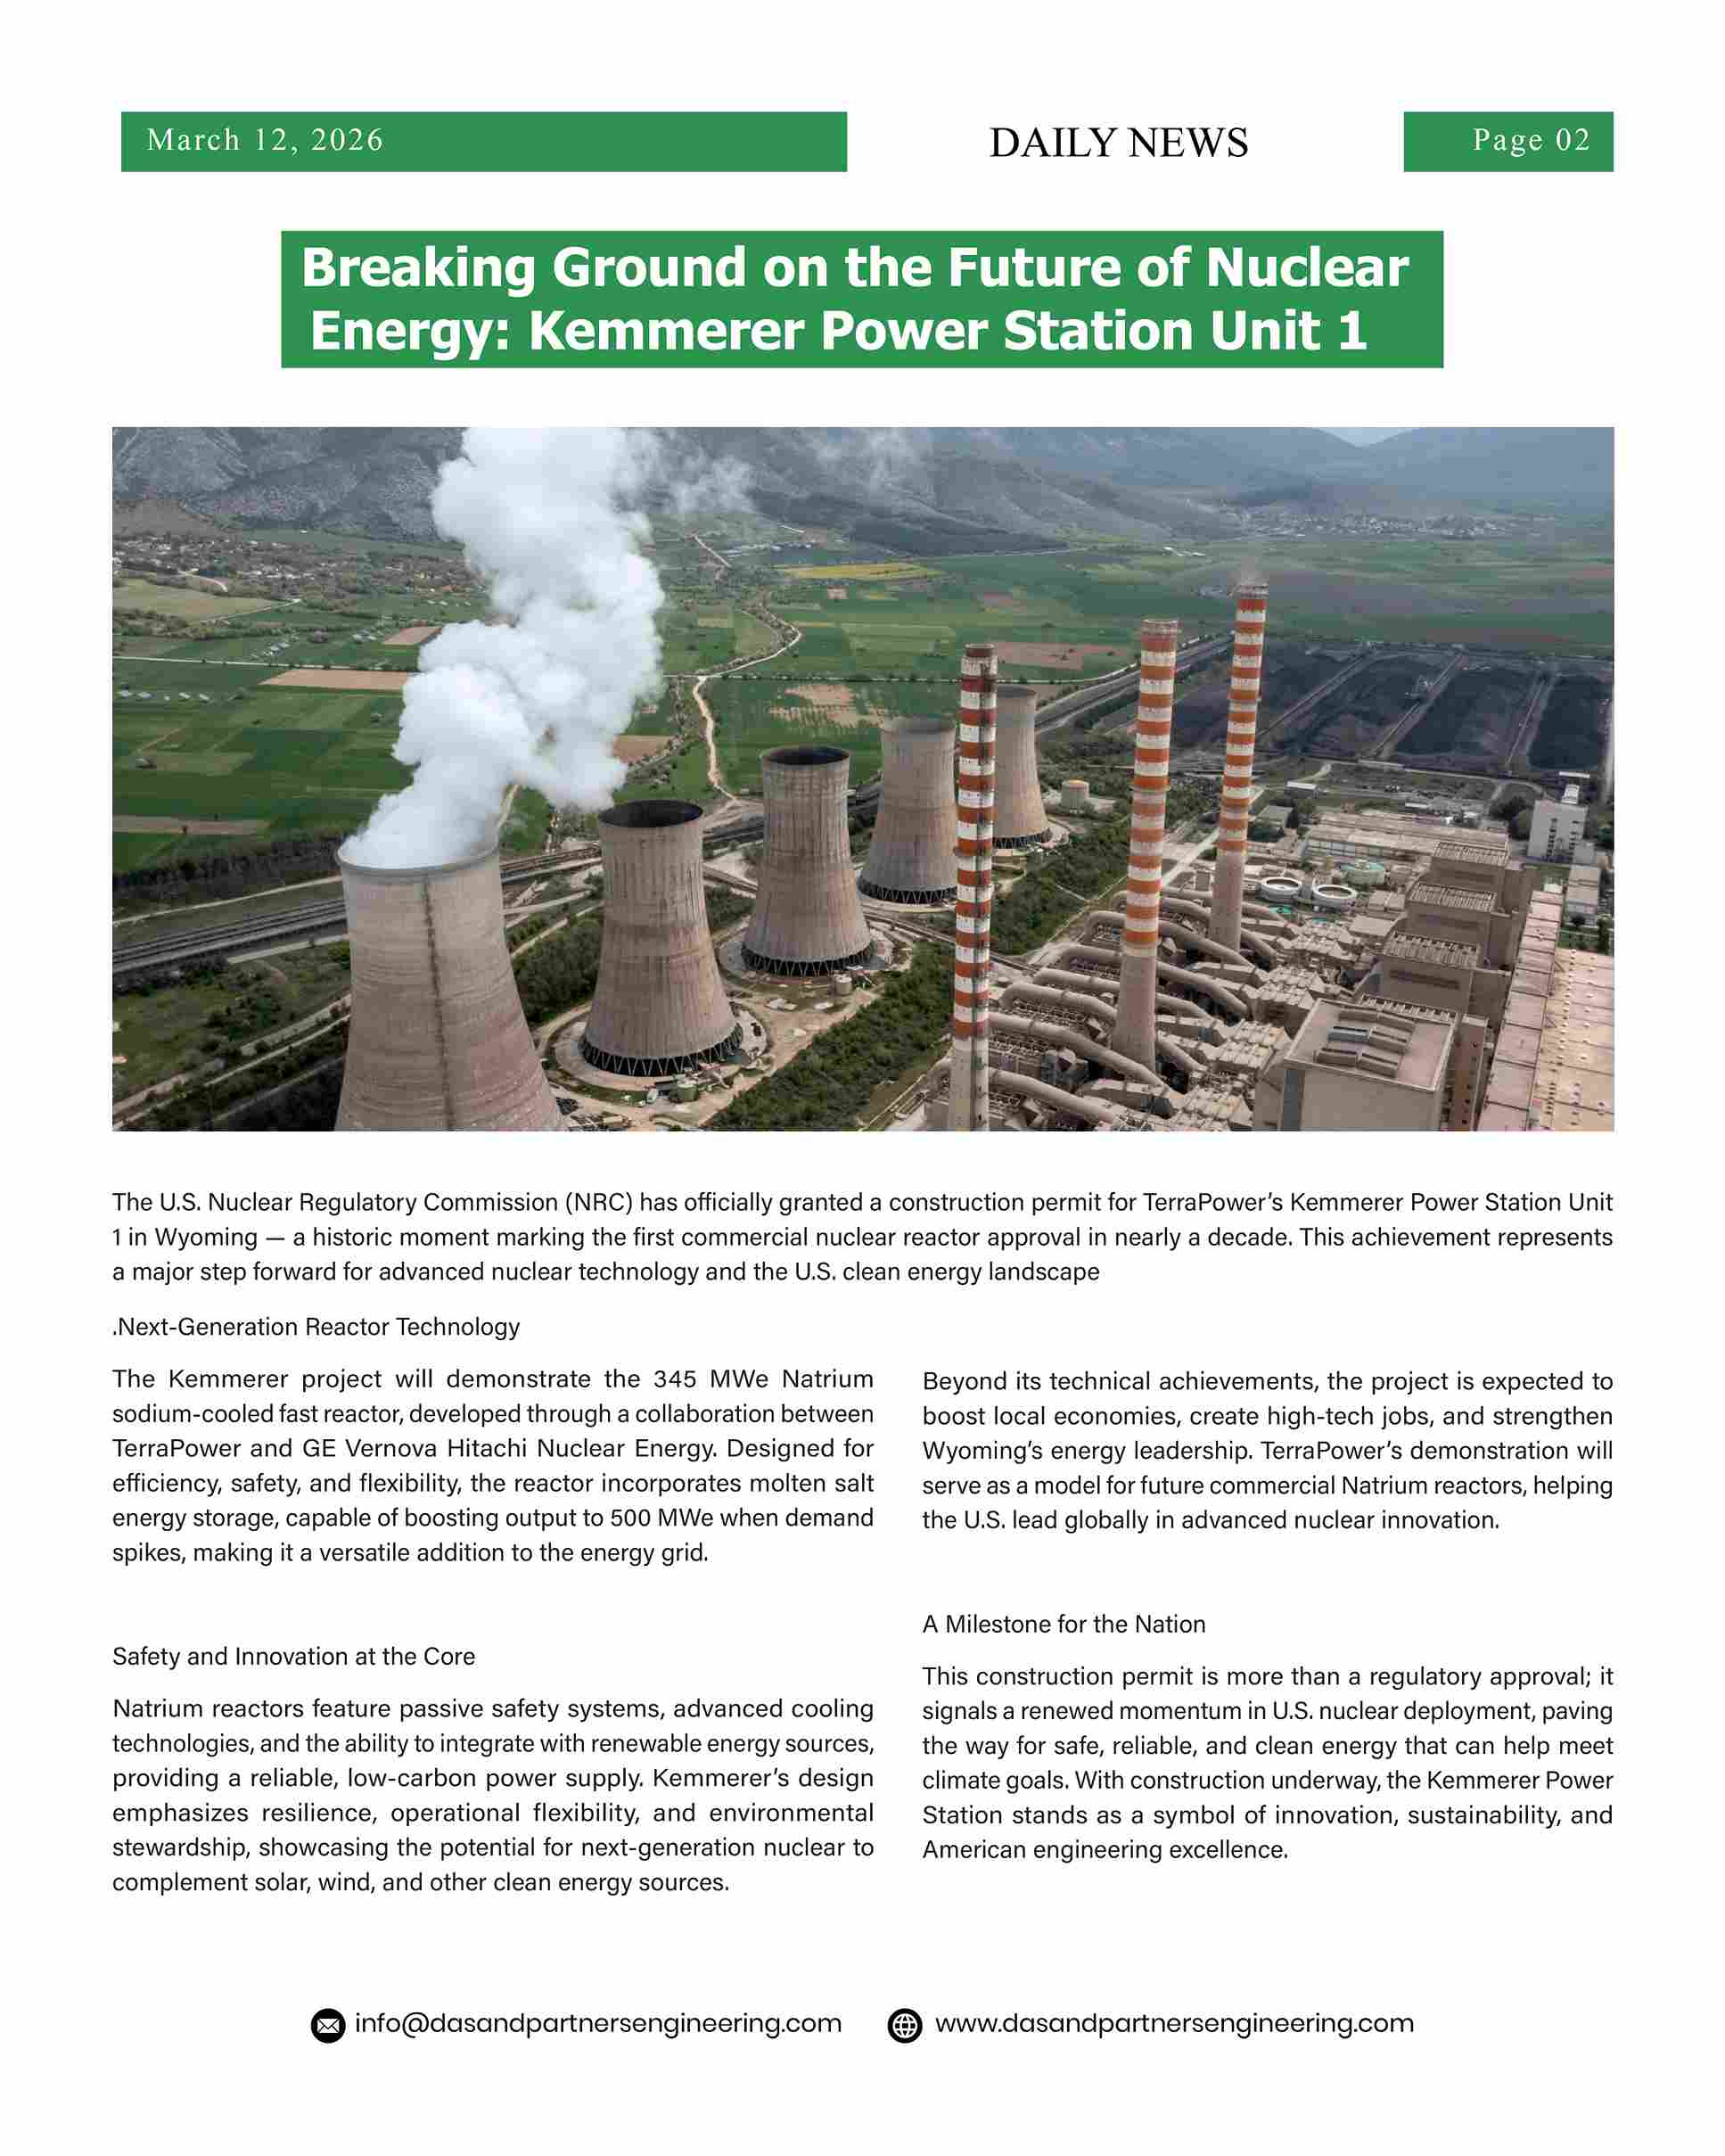 March 12, 2026
DAILY NEWS
Page 02
Breaking Ground on the Future of Nuclear
Energy: Kemmerer Power Station Unit 1
The U.S. Nuclear Regulatory Commission (NRC) has officially granted a construction permit for TerraPower’s Kemmerer Power Station Unit
1 in Wyoming — a historic moment marking the first commercial nuclear reactor approval in nearly a decade. This achievement represents
a major step forward for advanced nuclear technology and the U.S. clean energy landscape
.Next-Generation Reactor Technology
The Kemmerer project will demonstrate the 345 MWe Natrium
sodium-cooled fast reactor, developed through a collaboration between
TerraPower and GE Vernova Hitachi Nuclear Energy. Designed for
efficiency, safety, and flexibility, the reactor incorporates molten salt
energy storage, capable of boosting output to 500 MWe when demand
spikes, making it a versatile addition to the energy grid.
Safety and Innovation at the Core
Natrium reactors feature passive safety systems, advanced cooling
technologies, and the ability to integrate with renewable energy sources,
providing a reliable, low-carbon power supply. Kemmerer’s design
emphasizes resilience, operational flexibility, and environmental
stewardship, showcasing the potential for next-generation nuclear to
complement solar, wind, and other clean energy sources.
Beyond its technical achievements, the project is expected to
boost local economies, create high-tech jobs, and strengthen
Wyoming’s energy leadership. TerraPower’s demonstration will
serve as a model for future commercial Natrium reactors, helping
the U.S. lead globally in advanced nuclear innovation.
A Milestone for the Nation
This construction permit is more than a regulatory approval; it
signals a renewed momentum in U.S. nuclear deployment, paving
the way for safe, reliable, and clean energy that can help meet
climate goals. With construction underway, the Kemmerer Power
Station stands as a symbol of innovation, sustainability, and
American engineering excellence.
info@dasandpartnersengineering.com
www.dasandpartnersengineering.com